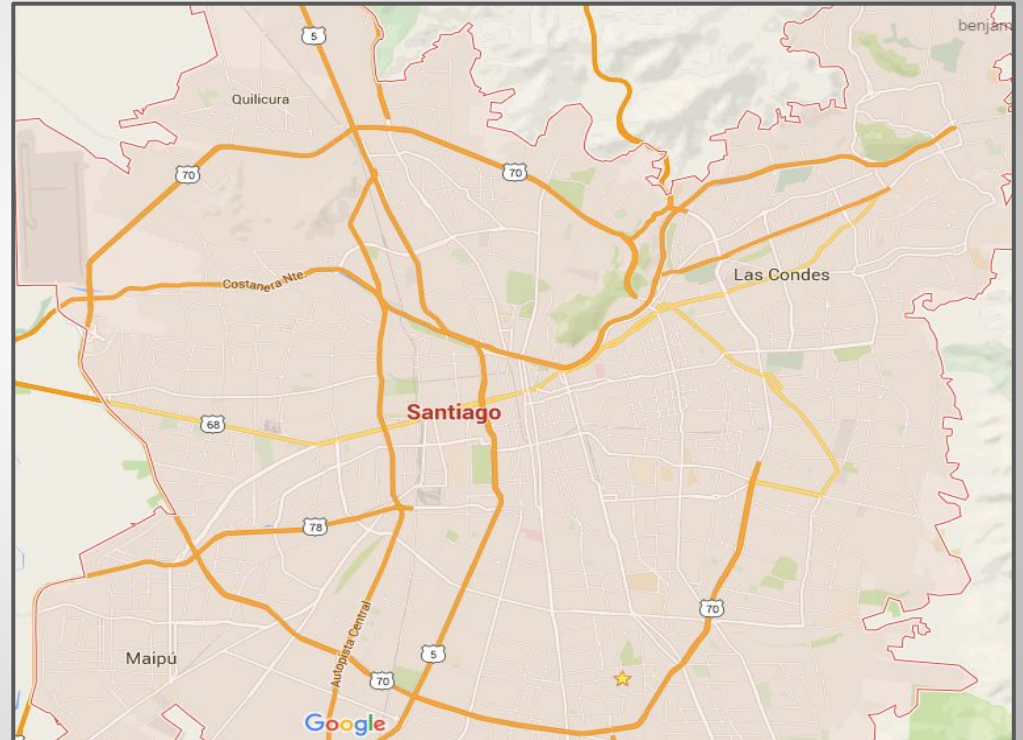 5
benjam
Quilicura
70
70
Las Condes
Costanera Nte.
Santiago
68
78
70
Autopista Central
5
Maipú
70
Google